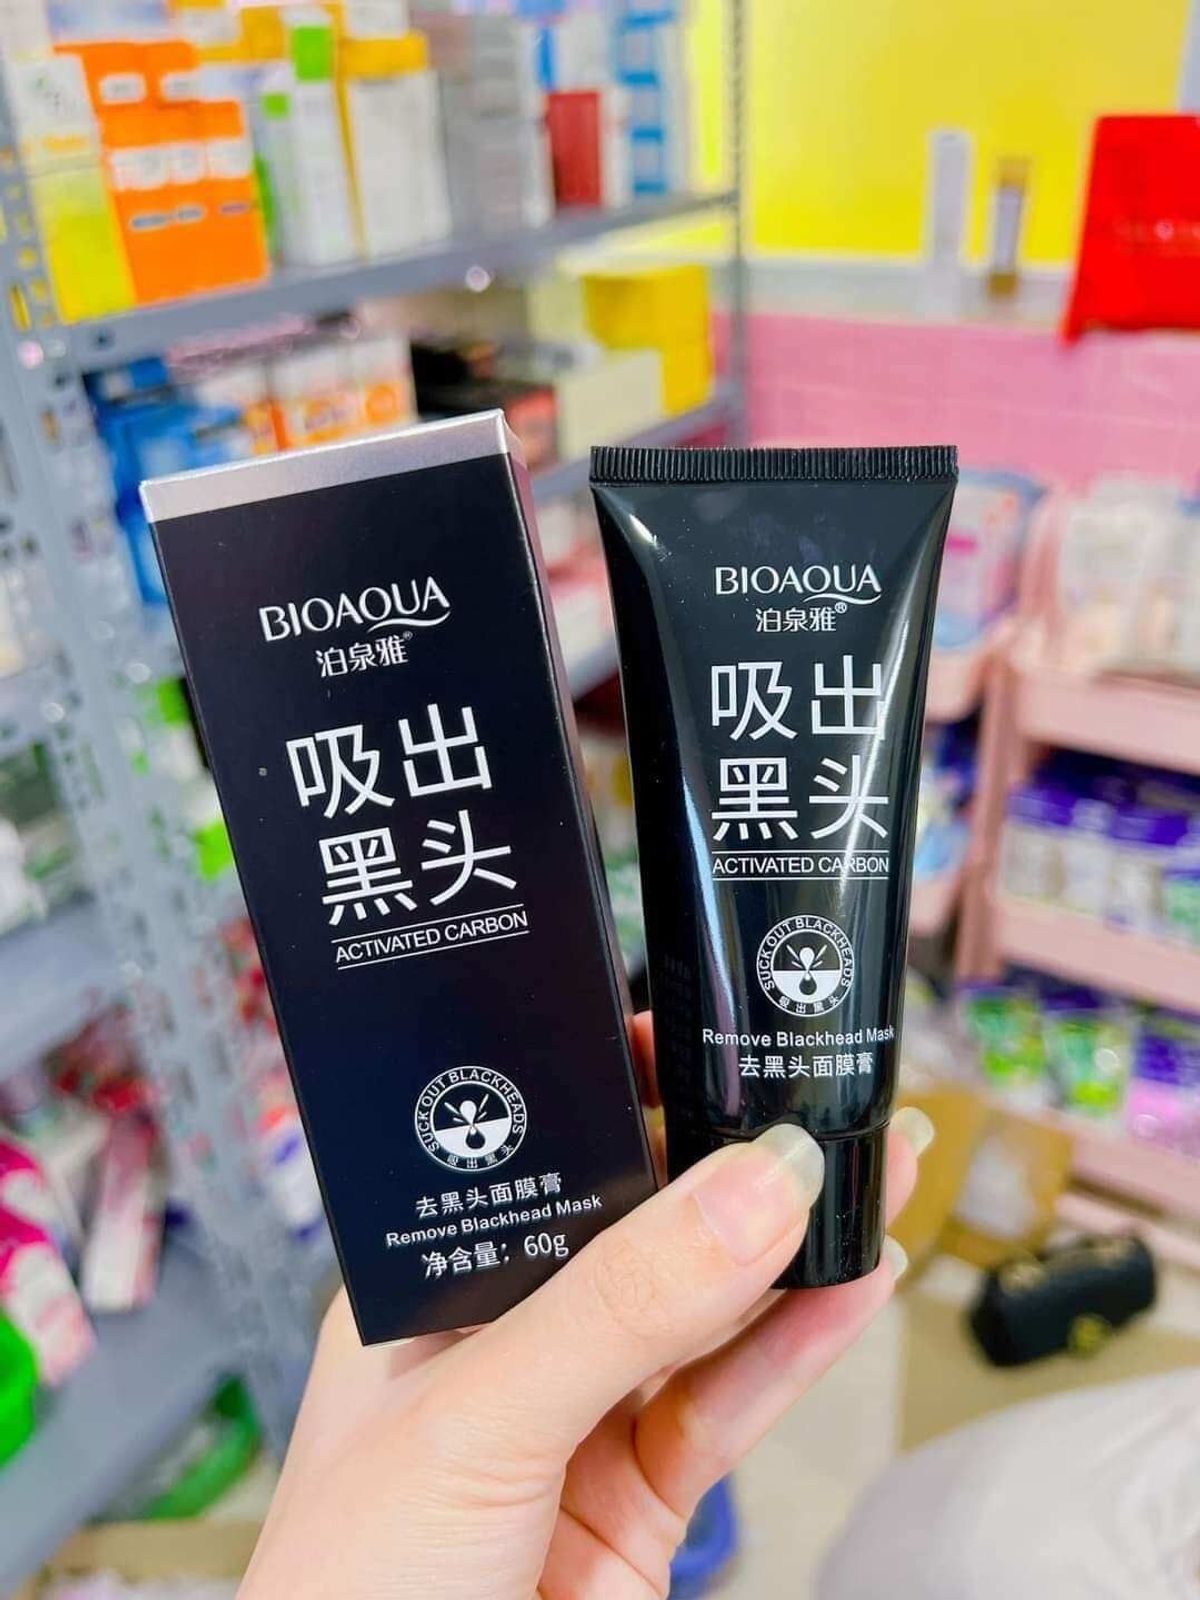 BIOAQUA
泊泉雅®
吸出
黑头
ACTIVATED CARBON
SUCK OUT BLACKHEADS
吸出黑头
去黑头面膜膏
Remove Blackhead Mask
净含量：60g
BIOAQUA
泊泉雅®
吸出
黑头
ACTIVATED CARBON
SUCK OUT BLACKHEADS
吸出黑头
Remove Blackhead Mask
去黑头面膜膏